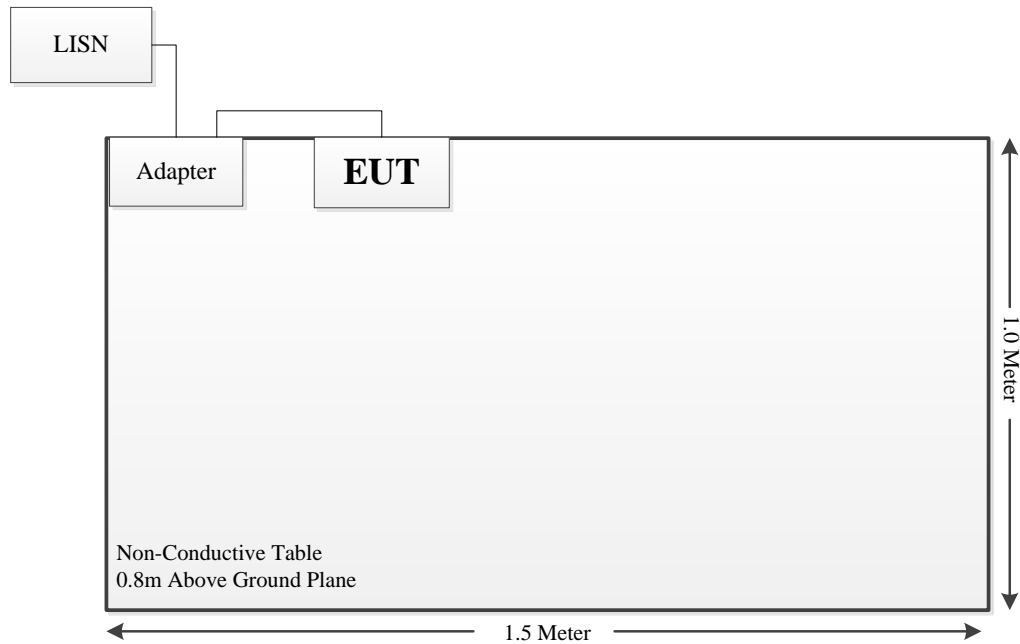 LISN
Adapter
EUT
1.0 Meter
Non-Conductive Table
0.8m Above Ground Plane
1.5 Meter